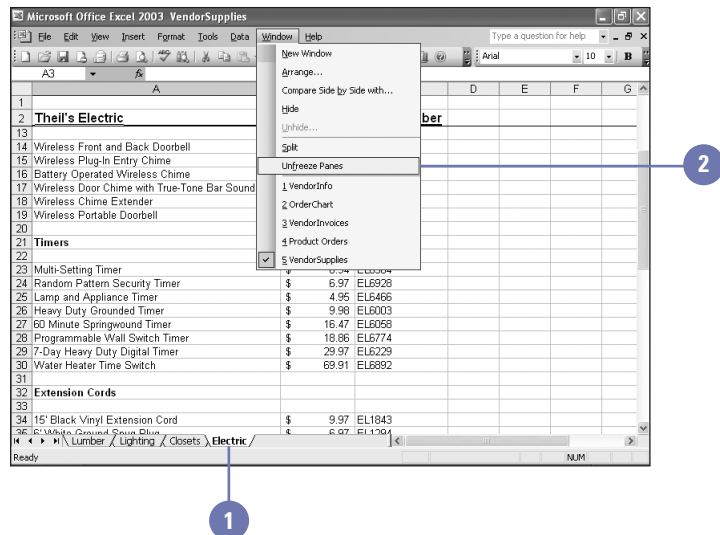 Microsoft Office Excel 2003 VendorSupplies
File Edit View Insert Format Tools Data Window Help Type a question for help
Arial 10 B
A3 fx
A D E F G
1
2 Theil's Electric ber
13
14 Wireless Front and Back Doorbell
15 Wireless Plug-In Entry Chime
16 Battery Operated Wireless Chime
17 Wireless Door Chime with True-Tone Bar Sound
18 Wireless Chime Extender
19 Wireless Portable Doorbell
20
21 Timers
22
23 Multi-Setting Timer $
24 Random Pattern Security Timer $ 6.97 EL6928
25 Lamp and Appliance Timer $ 4.95 EL6466
26 Heavy Duty Grounded Timer $ 9.98 EL6003
27 60 Minute Springwound Timer $ 16.47 EL6058
28 Programmable Wall Switch Timer $ 18.86 EL6774
29 7-Day Heavy Duty Digital Timer $ 29.97 EL6229
30 Water Heater Time Switch $ 69.91 EL6892
31
32 Extension Cords
33
34 15' Black Vinyl Extension Cord $ 9.97 EL1843
New Window
Arrange...
Compare Side by Side with...
Hide
Unhide...
Split
Unfreeze Panes
1 VendorInfo
2 OrderChart
3 VendorInvoices
4 Product Orders
5 VendorSupplies
Lumber Lighting Closets Electric
Ready NUM
2
1